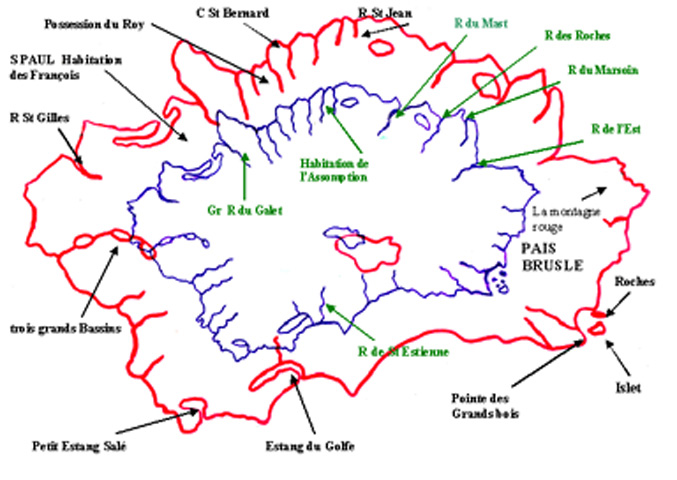 C St Bernard
R St Jean
Possession du Roy
R du Mast
R des Roches
S PAUL Habitation
des François
R du Marsoin
R St Gilles
R de l'Est
Habitation de
l'Assomption
Gr R du Galet
La montagne
rouge
PAIS
BRUSLE
Roches
trois grands Bassins
R de St Estienne
Islet
Pointe des
Grands bois
Petit Estang Salé
Estang du Golfe